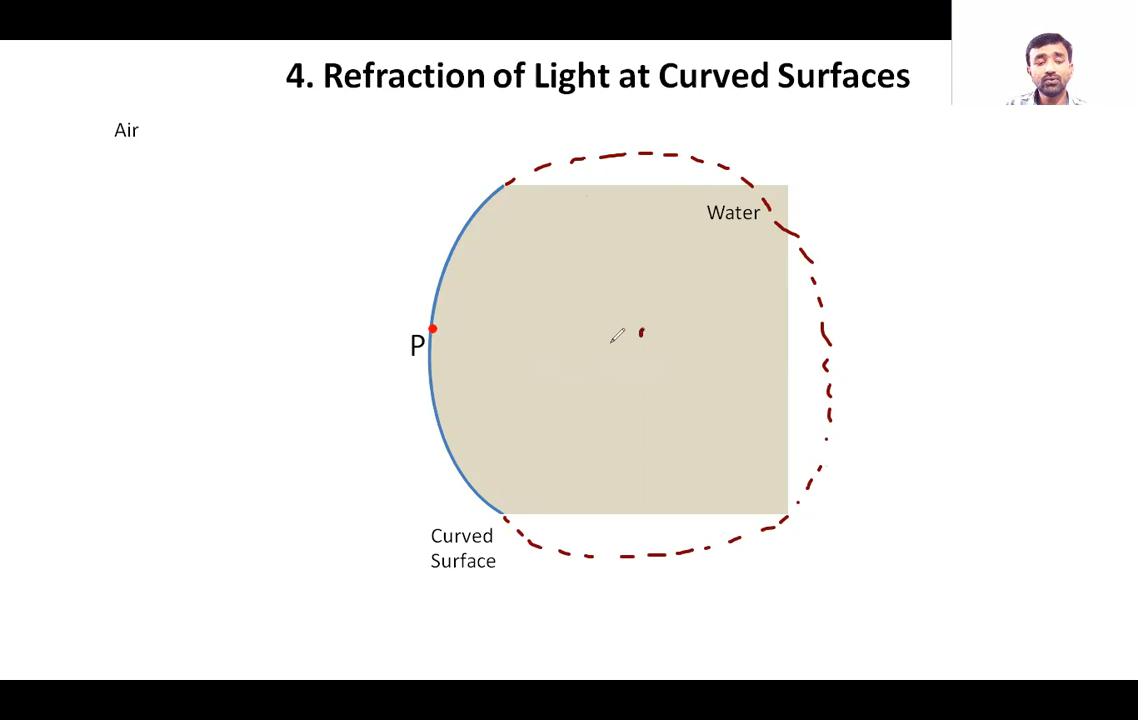 4. Refraction of Light at Curved Surfaces
Air
Water
P
Curved
Surface